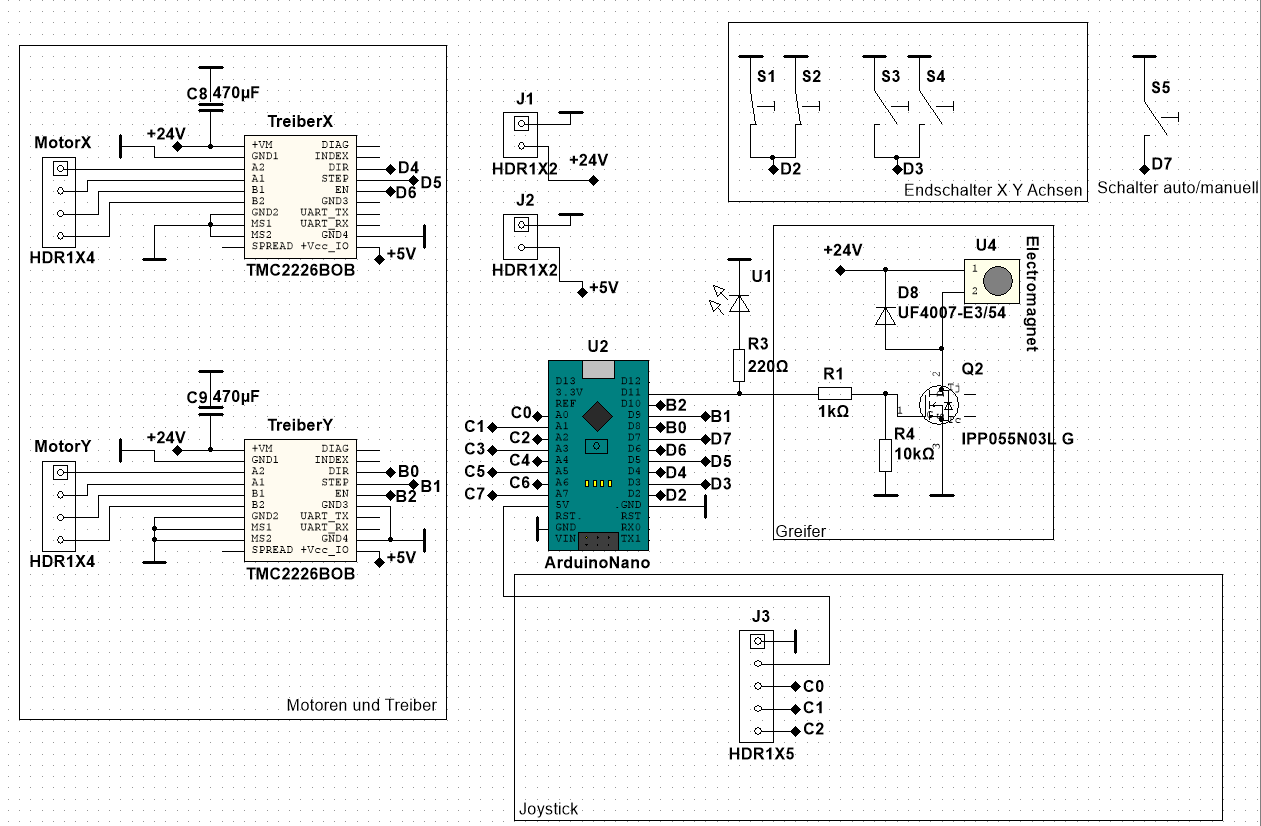 C8 470µF
TreiberX
MotorX
+24V
+VM DIAG
GND1 INDEX
A2 DIR D4
A1 STEP D5
B1 EN D6
B2 GND3
GND2 UART_TX
MS1 UART_RX
MS2 GND4
SPREAD +Vcc_IO
+5V
HDR1X4
TMC2226BOB
J1
HDR1X2
+24V
J2
HDR1X2
+5V
S1 S2 S3 S4
D2 D3
Endschalter X Y Achsen
S5
D7
Schalter auto/manuell
C9 470µF
TreiberY
MotorY
+24V
+VM DIAG
GND1 INDEX
A2 DIR B0
A1 STEP B1
B1 EN B2
B2 GND3
GND2 UART_TX
MS1 UART_RX
MS2 GND4
SPREAD +Vcc_IO
+5V
HDR1X4
TMC2226BOB
Motoren und Treiber
U2
D13 D12
3.3V D11
REF D10 B2
C0 A0 D9 B1
C1 A1 D8 B0
C2 A2 D7 D7
C3 A3 D6 D6
C4 A4 D5 D5
C5 A5 D4 D4
C6 A6 D3 D3
C7 A7 D2 D2
5V .GND
RST. RST
GND RX0
VIN TX1
ArduinoNano
U1
R3
220Ω
+24V
U4
1
2
Electromagnet
D8
UF4007-E3/54
R1
1kΩ
R4
10kΩ
Q2
2
1
3
IPP055N03L G
Greifer
J3
C0
C1
C2
HDR1X5
Joystick